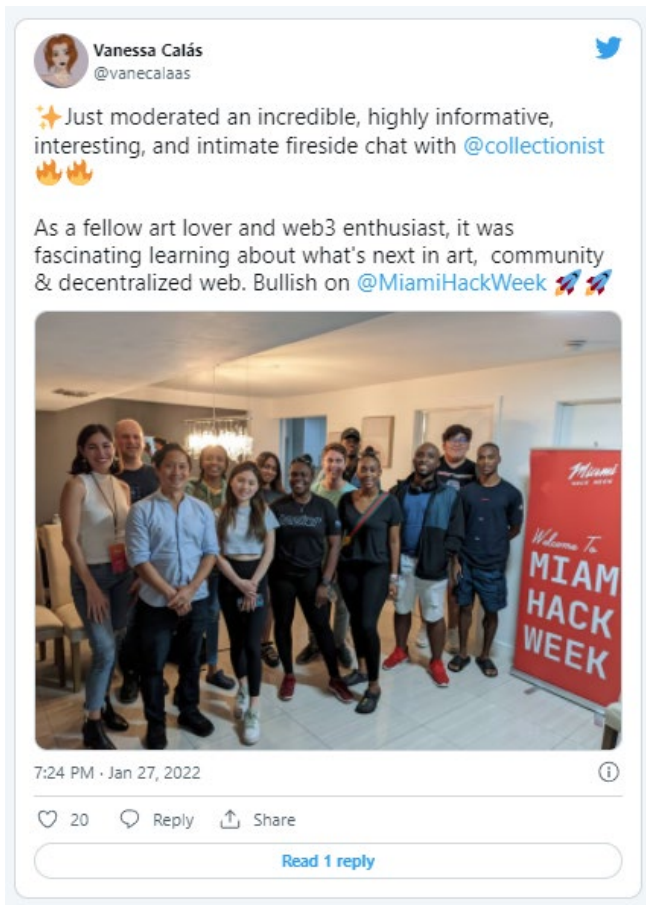 Vanessa Calás
@vanecalaas
✨Just moderated an incredible, highly informative,
interesting, and intimate fireside chat with @collectionist
🔥🔥
As a fellow art lover and web3 enthusiast, it was
fascinating learning about what's next in art, community
& decentralized web. Bullish on @MiamiHackWeek 🚀🚀
Miami
HACK WEEK
Welcome To
MIAM
HACK
WEEK
7:24 PM · Jan 27, 2022
20 Reply Share
Read 1 reply